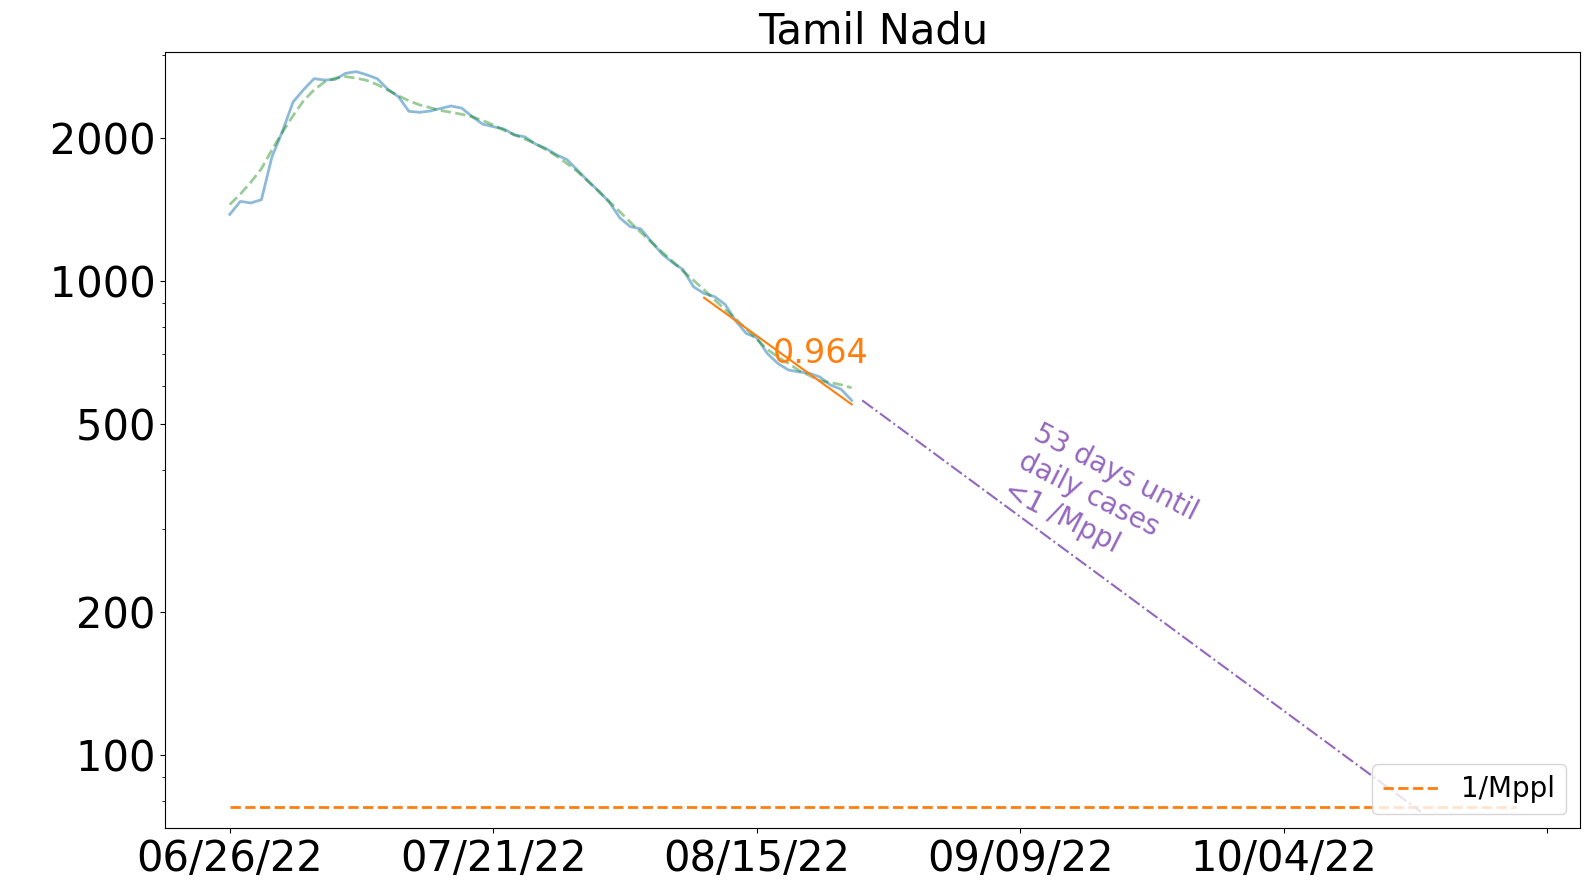 Tamil Nadu
2000
1000
500
200
100
0.964
53 days until
daily cases
<1 /Mppl
1/Mppl
06/26/22
07/21/22
08/15/22
09/09/22
10/04/22